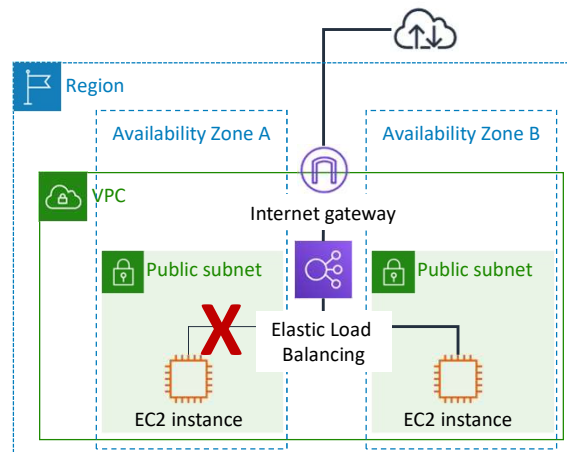 Region
Availability Zone A
Availability Zone B
VPC
Internet gateway
Public subnet
Public subnet
X
Elastic Load
Balancing
EC2 instance
EC2 instance